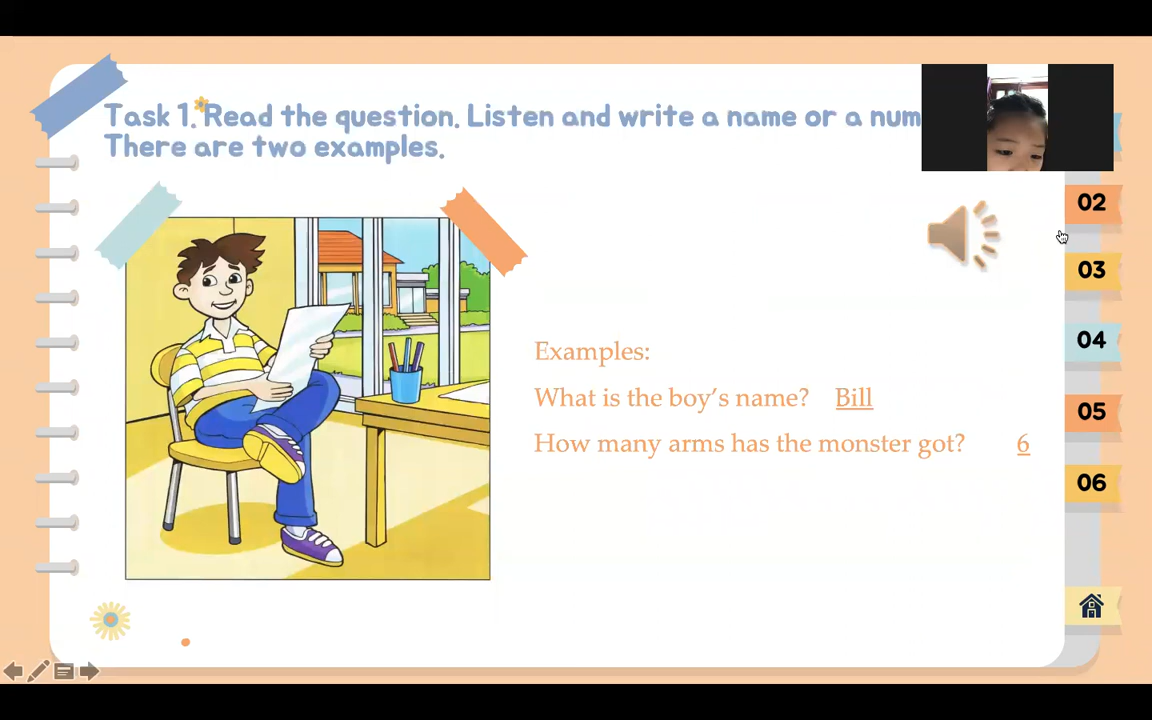 Task 1. Read the question. Listen and write a name or a num
There are two examples.
02
03
Examples:
04
What is the boy's name? Bill
05
How many arms has the monster got? 6
06